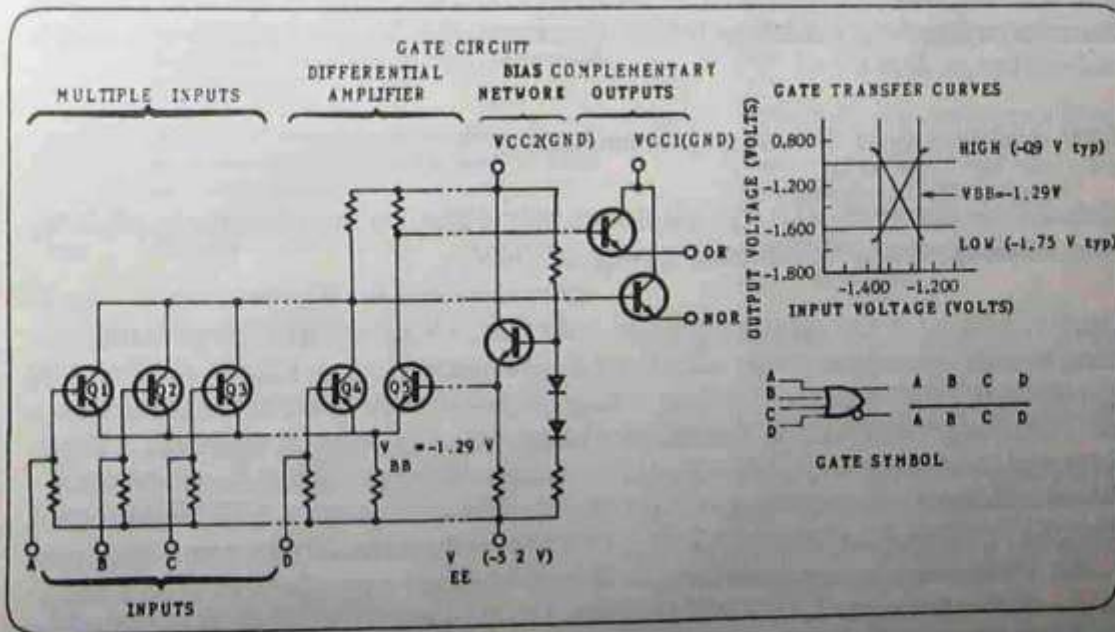 GATE CIRCUIT
MULTIPLE INPUTS
DIFFERENTIAL
AMPLIFIER
BIAS COMPLEMENTARY
NETWORK OUTPUTS
VCC2(GND)
VCC1(GND)
OR
NOR
Q1
Q2
Q3
Q4
Q5
V = -1.29 V
BB
A
B
C
D
V (-5 2 V)
EE
INPUTS
GATE TRANSFER CURVES
OUTPUT VOLTAGE (VOLTS)
0,800
-1.200
-1,600
-1.800
HIGH (-09 V typ)
VBB=-1.29V
LOW (-1,75 V typ)
-1.400 -1.200
INPUT VOLTAGE (VOLTS)
A
B
C
D
A B C D
A B C D
GATE SYMBOL